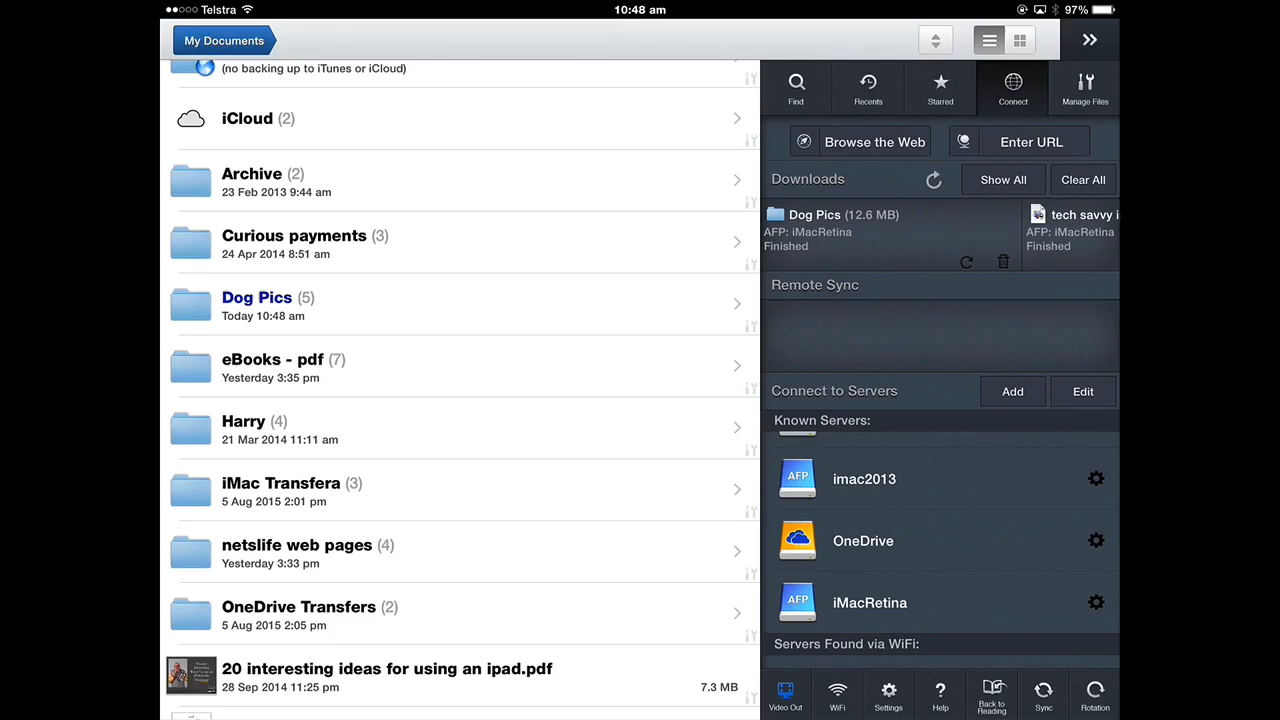 Telstra
10:48 am
97%
My Documents
(no backing up to iTunes or iCloud)
iCloud (2)
Archive (2)
23 Feb 2013 9:44 am
Curious payments (3)
24 Apr 2014 8:51 am
Dog Pics (5)
Today 10:48 am
eBooks - pdf (7)
Yesterday 3:35 pm
Harry (4)
21 Mar 2014 11:11 am
iMac Transfera (3)
5 Aug 2015 2:01 pm
netslife web pages (4)
Yesterday 3:33 pm
OneDrive Transfers (2)
5 Aug 2015 2:05 pm
20 interesting ideas for using an ipad.pdf
28 Sep 2014 11:25 pm
7.3 MB
Find
Recents
Starred
Connect
Manage Files
Browse the Web
Enter URL
Downloads
Show All
Clear All
Dog Pics (12.6 MB)
AFP: iMacRetina
Finished
tech savvy i
AFP: iMacRetina
Finished
Remote Sync
Connect to Servers
Add
Edit
Known Servers:
AFP
imac2013
OneDrive
AFP
iMacRetina
Servers Found via WiFi:
Video Out
WiFi
Settings
Help
Back to
Reading
Sync
Rotation